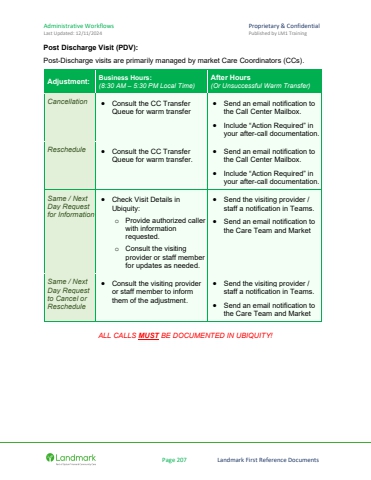 Administrative Workflows
Proprietary & Confidential
Last Updated: 12/11/2024
Published by LM1 Training
Post Discharge Visit (PDV):
Post-Discharge visits are primarily managed by market Care Coordinators (CCs).
Adjustment:
Business Hours:
(8:30 AM – 5:30 PM Local Time)
After Hours
(Or Unsuccessful Warm Transfer)
Cancellation
• Consult the CC Transfer
Queue for warm transfer
• Send an email notification to
the Call Center Mailbox.
• Include “Action Required” in
your after-call documentation.
Reschedule
• Consult the CC Transfer
Queue for warm transfer.
• Send an email notification to
the Call Center Mailbox.
• Include “Action Required” in
your after-call documentation.
Same / Next
Day Request
for Information
• Check Visit Details in
Ubiquity:
o Provide authorized caller
with information
requested.
o Consult the visiting
provider or staff member
for updates as needed.
• Send the visiting provider /
staff a notification in Teams.
• Send an email notification to
the Care Team and Market
Same / Next
Day Request
to Cancel or
Reschedule
• Consult the visiting provider
or staff member to inform
them of the adjustment.
• Send the visiting provider /
staff a notification in Teams.
• Send an email notification to
the Care Team and Market
ALL CALLS MUST BE DOCUMENTED IN UBIQUITY!
Landmark
Page 207
Landmark First Reference Documents